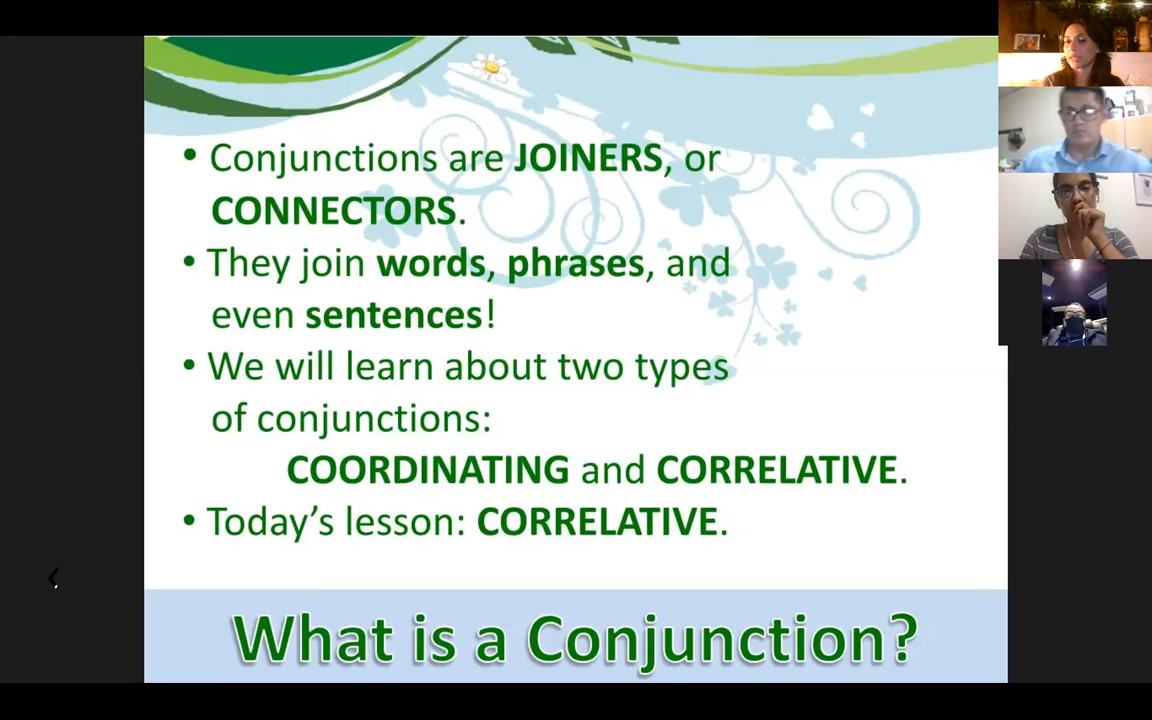 • Conjunctions are JOINERS, or
CONNECTORS.
• They join words, phrases, and
even sentences!
• We will learn about two types
of conjunctions:
COORDINATING and CORRELATIVE.
• Today's lesson: CORRELATIVE.
What is a Conjunction?